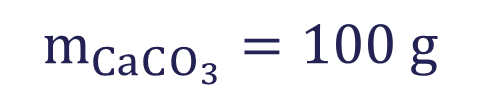 m_CaCO₃ = 100 g